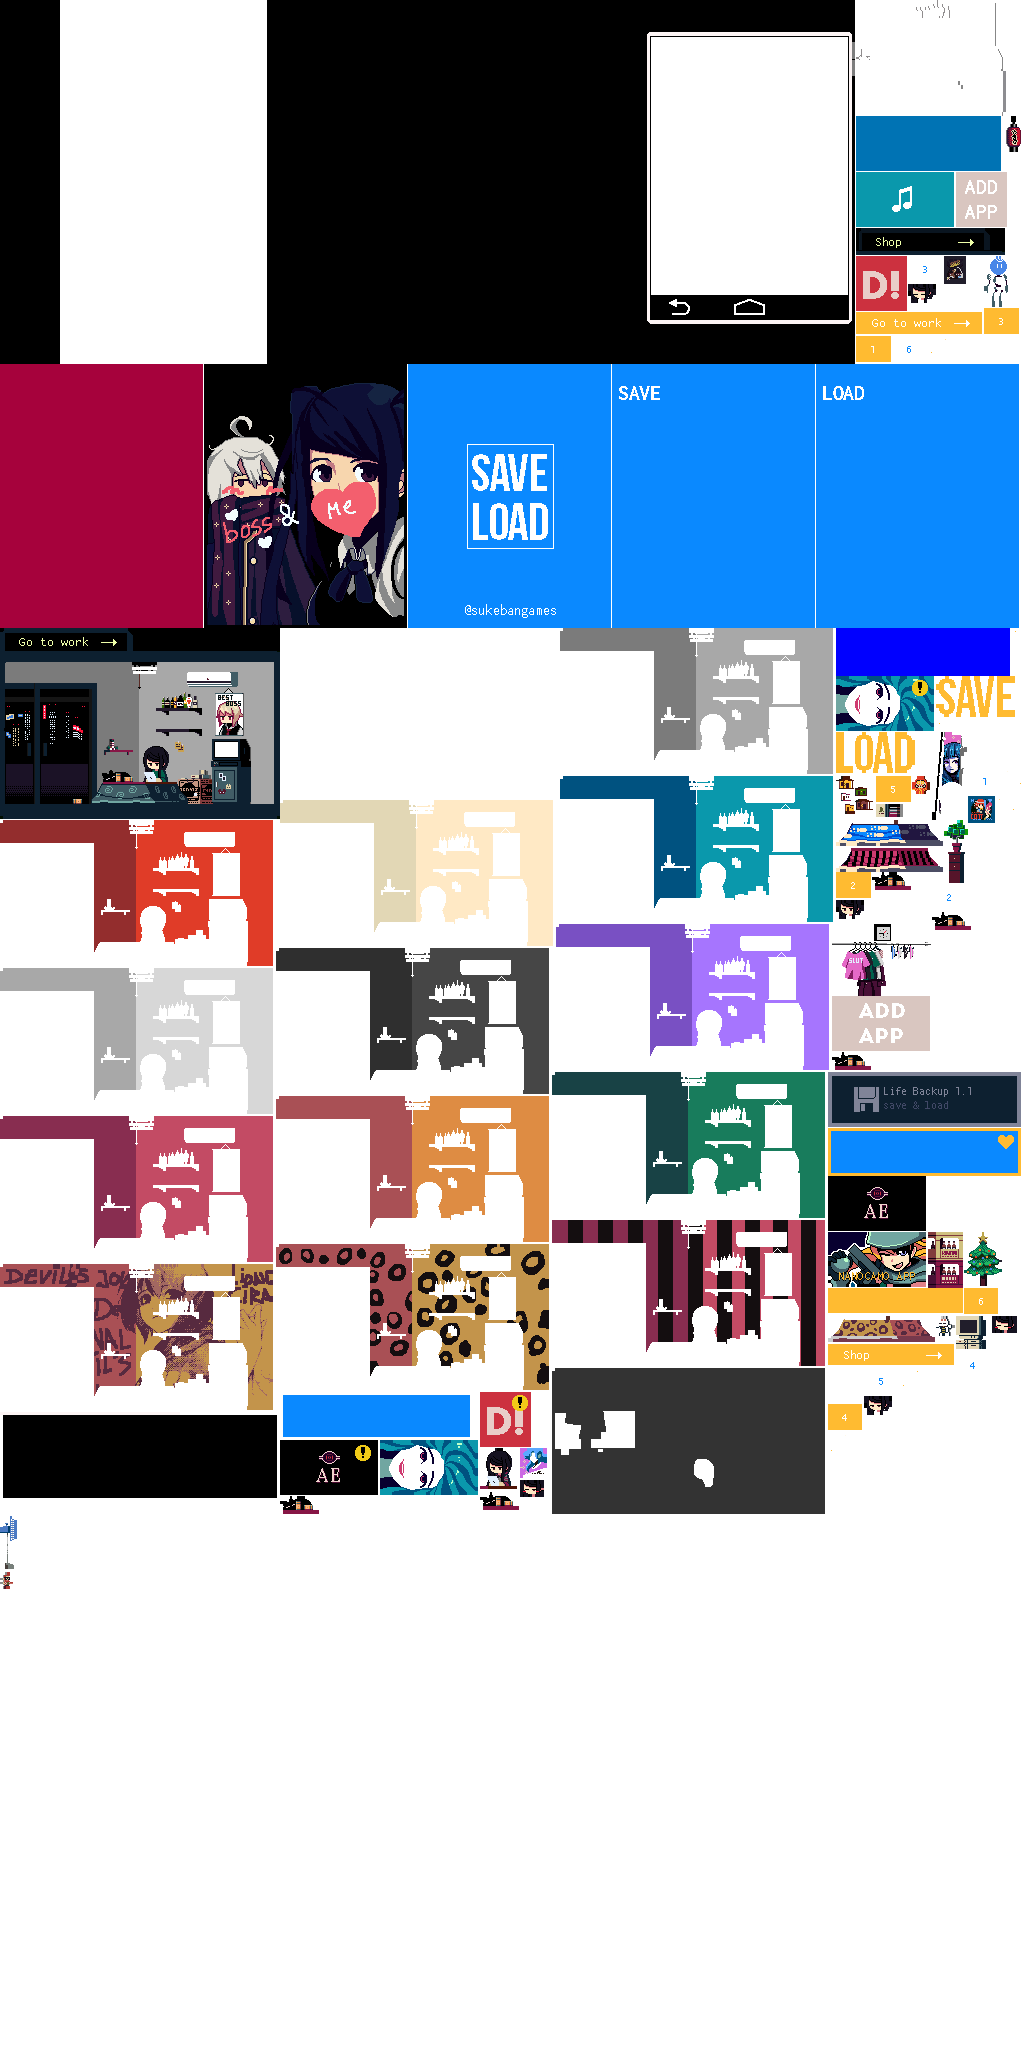 ADD
APP
Shop
D!
3
Go to work
3
1
6
boss
&
Me
SAVE
LOAD
@sukebangames
SAVE
LOAD
Go to work
BEST
BOSS
SAVE
LOAD
1
5
2
2
SLUT
ADD
APP
Life Backup 1.1
save & load
AE
NANOCAMO APP
6
Shop
4
5
4
DEVIL'S
D!
AE